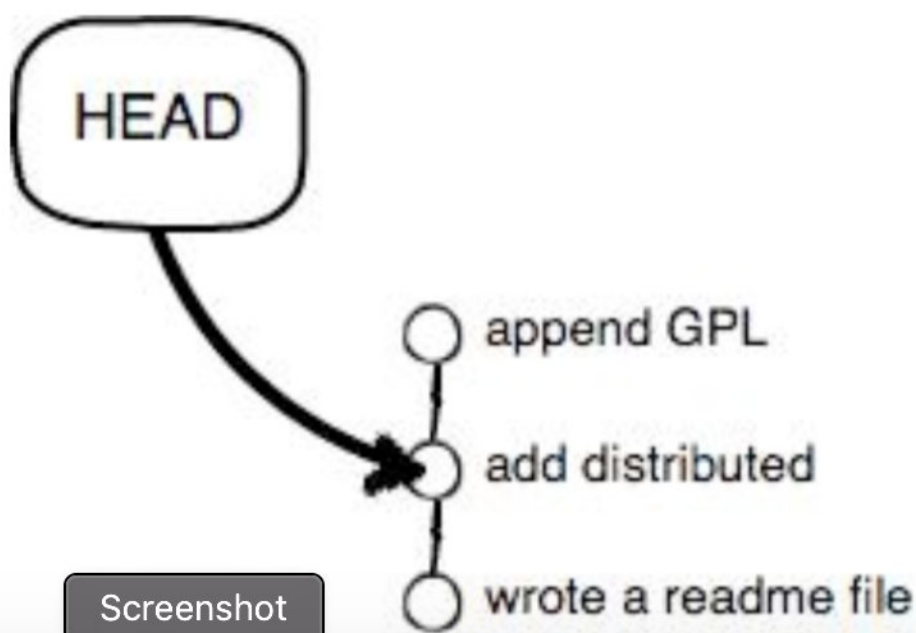 HEAD
append GPL
add distributed
wrote a readme file
Screenshot